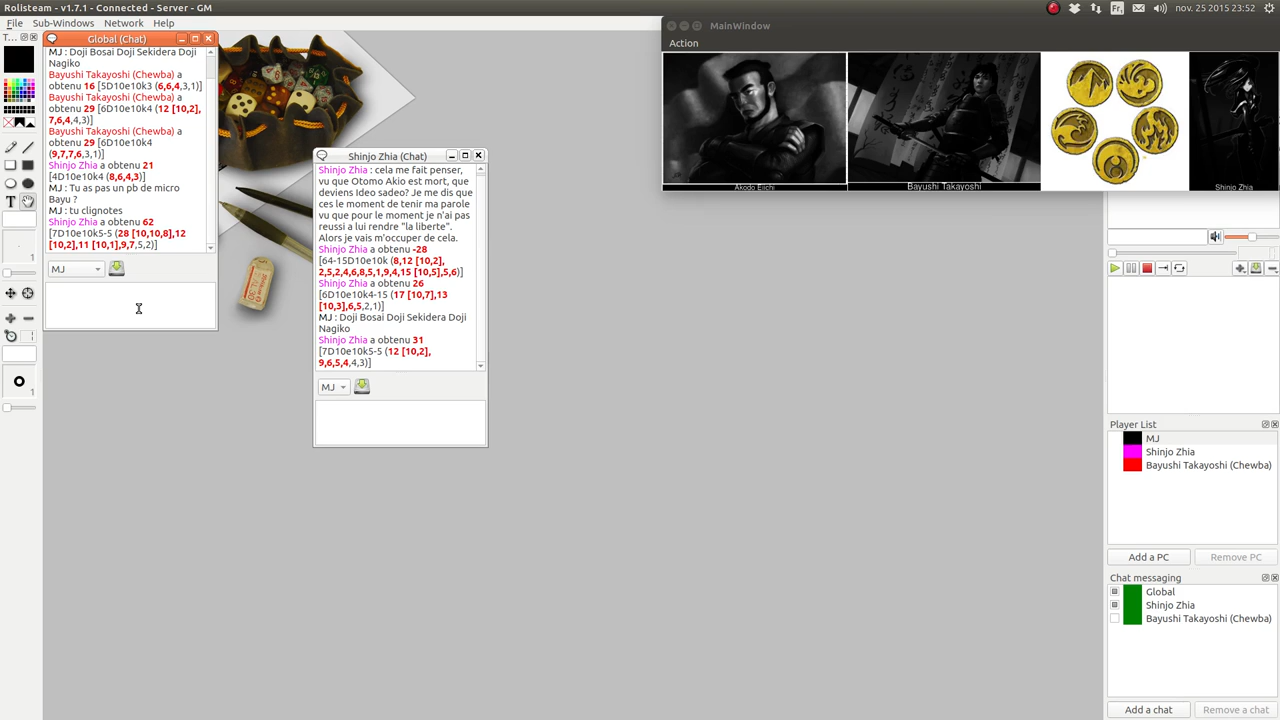 Rolisteam - v1.7.1 - Connected - Server - GM
Fr₁
nov. 25 2015 23:52
File Sub-Windows Network Help
MainWindow
Action
Akodo Eiichi
Bayushi Takayoshi
Shinjo Zhia
T...
Global (Chat)
MJ : Doji Bosai Doji Sekidera Doji
Nagiko
Bayushi Takayoshi (Chewba) a
obtenu 16 [5D10e10k3 (6,6,4,3,1)]
Bayushi Takayoshi (Chewba) a
obtenu 29 [6D10e10k4 (12 [10,2],
7,6,4,4,3)]
Bayushi Takayoshi (Chewba) a
obtenu 29 [6D10e10k4
(9,7,7,6,3,1)]
Shinjo Zhia a obtenu 21
[4D10e10k4 (8,6,4,3)]
MJ : Tu as pas un pb de micro
Bayu ?
MJ : tu clignotes
Shinjo Zhia a obtenu 62
[7D10e10k5-5 (28 [10,10,8],12
[10,2],11 [10,1],9,7,5,2)]
MJ
1
1
Shinjo Zhia (Chat)
Shinjo Zhia : cela me fait penser,
vu que Otomo Akio est mort, que
deviens Ideo sadeo? Je me dis que
ces le moment de tenir ma parole
vu que pour le moment je n'ai pas
reussi a lui rendre "la liberte".
Alors je vais m'occuper de cela.
Shinjo Zhia a obtenu -28
[64-15D10e10k (8,12 [10,2],
2,5,2,4,6,8,5,1,9,4,15 [10,5],5,6)]
Shinjo Zhia a obtenu 26
[6D10e10k4-15 (17 [10,7],13
[10,3],6,5,2,1)]
MJ : Doji Bosai Doji Sekidera Doji
Nagiko
Shinjo Zhia a obtenu 31
[7D10e10k5-5 (12 [10,2],
9,6,5,4,4,3)]
MJ
Player List
MJ
Shinjo Zhia
Bayushi Takayoshi (Chewba)
Add a PC
Remove PC
Chat messaging
Global
Shinjo Zhia
Bayushi Takayoshi (Chewba)
Add a chat
Remove a chat